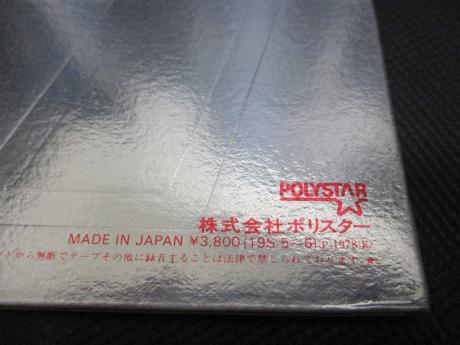 POLYSTAR
株式会社ポリスター
MADE IN JAPAN ¥3,800 (19S 5〜6) Ⓟ1978 Ⓚ
から無断でテープその他に録音することは法律で禁じられております。★